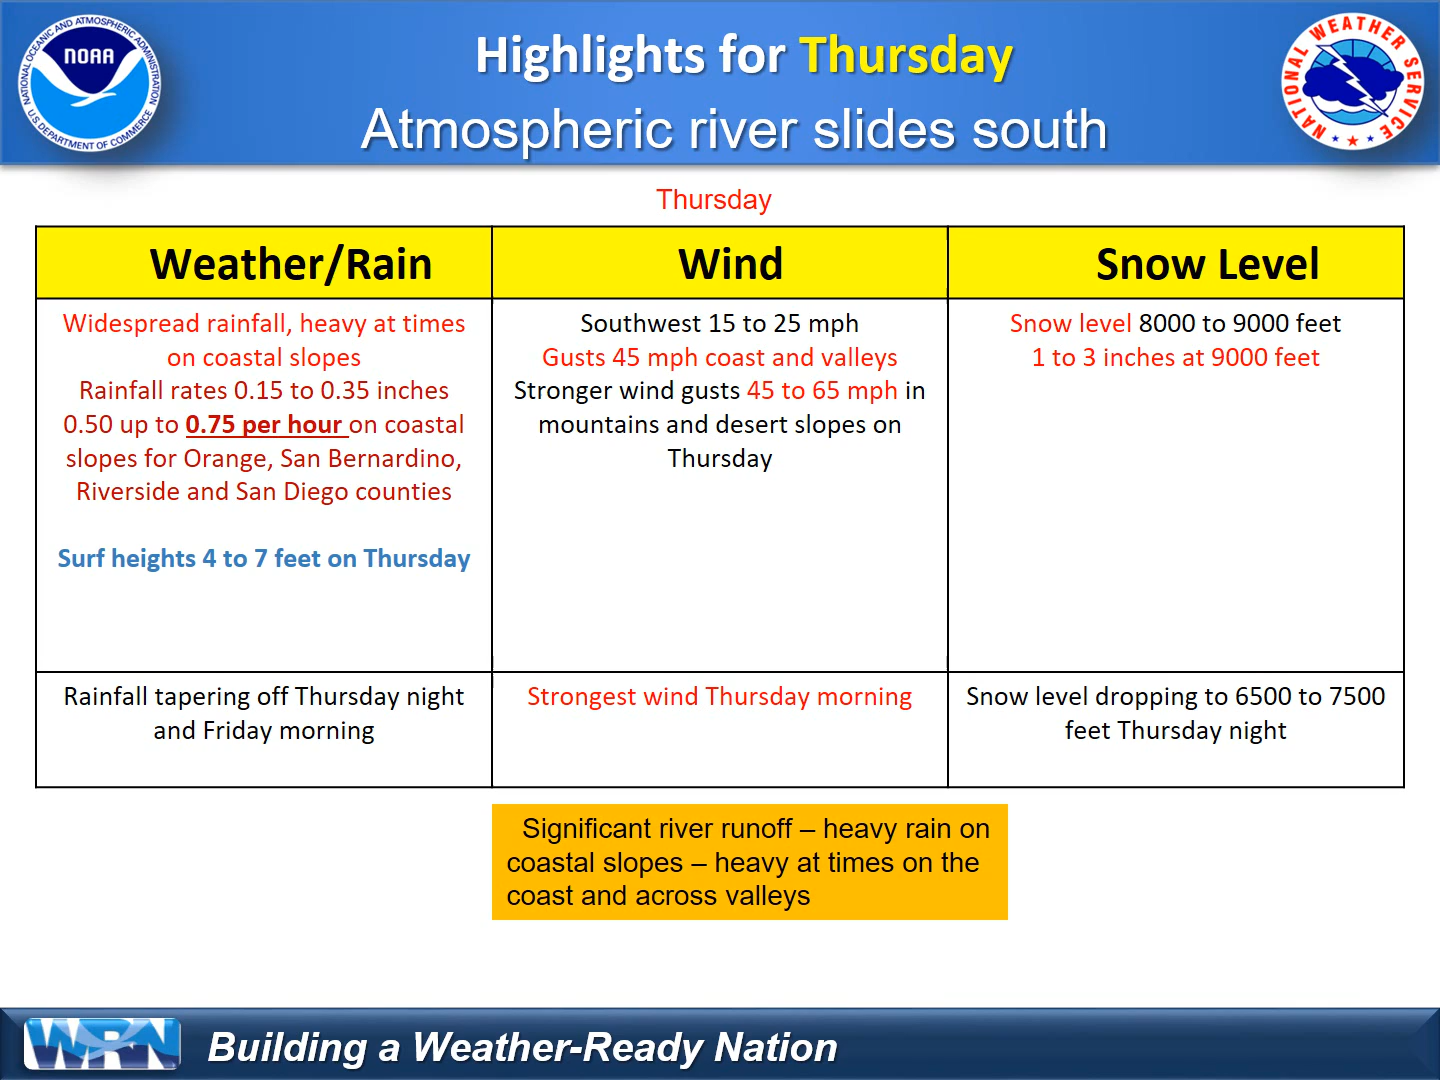 NATIONAL OCEANIC AND ATMOSPHERIC ADMINISTRATION
NOAA
U.S. DEPARTMENT OF COMMERCE
Highlights for Thursday
Atmospheric river slides south
NATIONAL WEATHER SERVICE
Thursday
Weather/Rain
Wind
Snow Level
Widespread rainfall, heavy at times
on coastal slopes
Rainfall rates 0.15 to 0.35 inches
0.50 up to 0.75 per hour on coastal
slopes for Orange, San Bernardino,
Riverside and San Diego counties
Surf heights 4 to 7 feet on Thursday
Southwest 15 to 25 mph
Gusts 45 mph coast and valleys
Stronger wind gusts 45 to 65 mph in
mountains and desert slopes on
Thursday
Snow level 8000 to 9000 feet
1 to 3 inches at 9000 feet
Rainfall tapering off Thursday night
and Friday morning
Strongest wind Thursday morning
Snow level dropping to 6500 to 7500
feet Thursday night
Significant river runoff – heavy rain on
coastal slopes – heavy at times on the
coast and across valleys
WRN
Building a Weather-Ready Nation